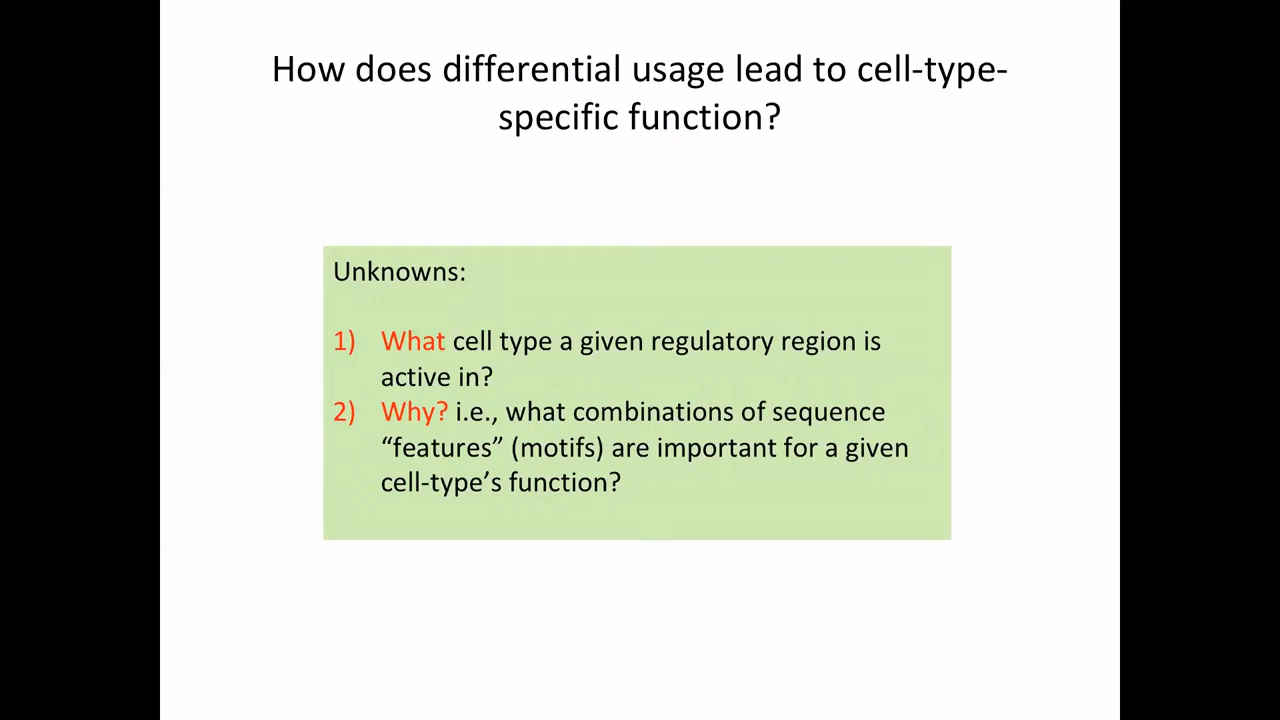 How does differential usage lead to cell-type-
specific function?
Unknowns:
1) What cell type a given regulatory region is
active in?
2) Why? i.e., what combinations of sequence
“features” (motifs) are important for a given
cell-type’s function?